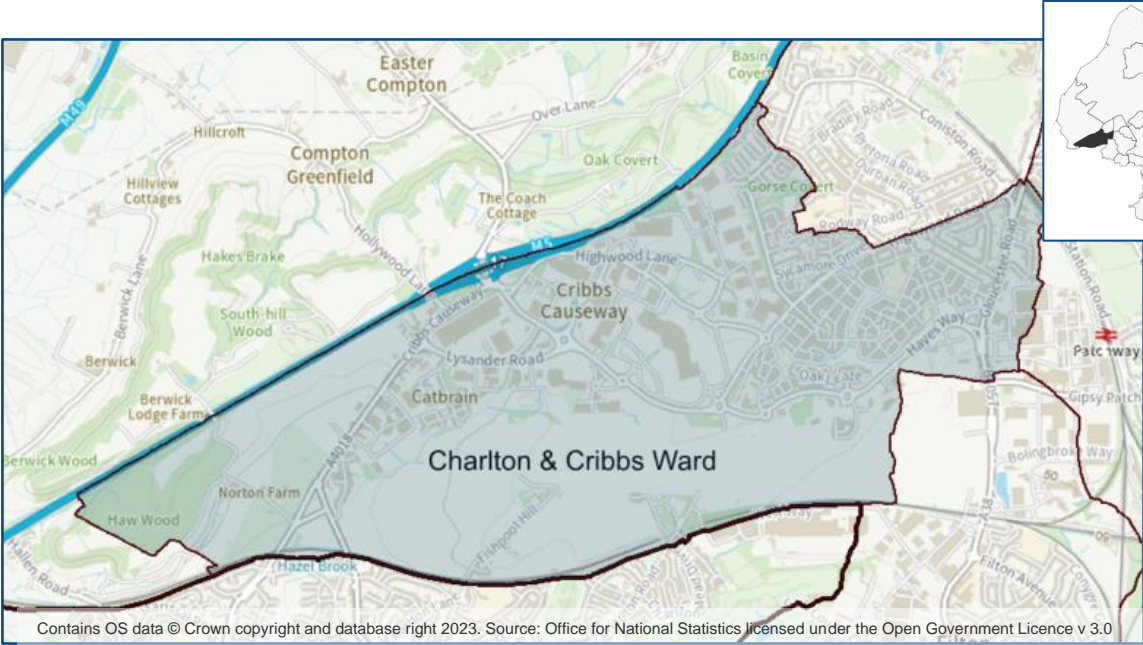 M49
Easter
Compton
Basin
Covert
Over Lane
Bradley Road
Coniston Road
Hillcroft
Compton
Greenfield
Oak Covert
Pretoria Road
Durban Road
Hillview
Cottages
The Coach
Cottage
Gorse Covert
Rodway Road
Hollywood Lane
M5
Station Road
Berwick Lane
Hakes Brake
Highwood Lane
Sycamore Drive
Gloucester Road
Cribbs
Causeway
Cribbs Causeway
South-hill
Wood
Hayes Way
Patchway
Berwick
Lysander Road
Oak Leaze
Catbrain
Gipsy Patch
Berwick
Lodge Farm
A4018
Charlton & Cribbs Ward
Bolingbroke Way
Berwick Wood
50
Norton Farm
Haw Wood
Fishpool Hill
A38
Hallen Road
Hazel Brook
Filton Avenue
Lane
Filton
Contains OS data © Crown copyright and database right 2023. Source: Office for National Statistics licensed under the Open Government Licence v 3.0